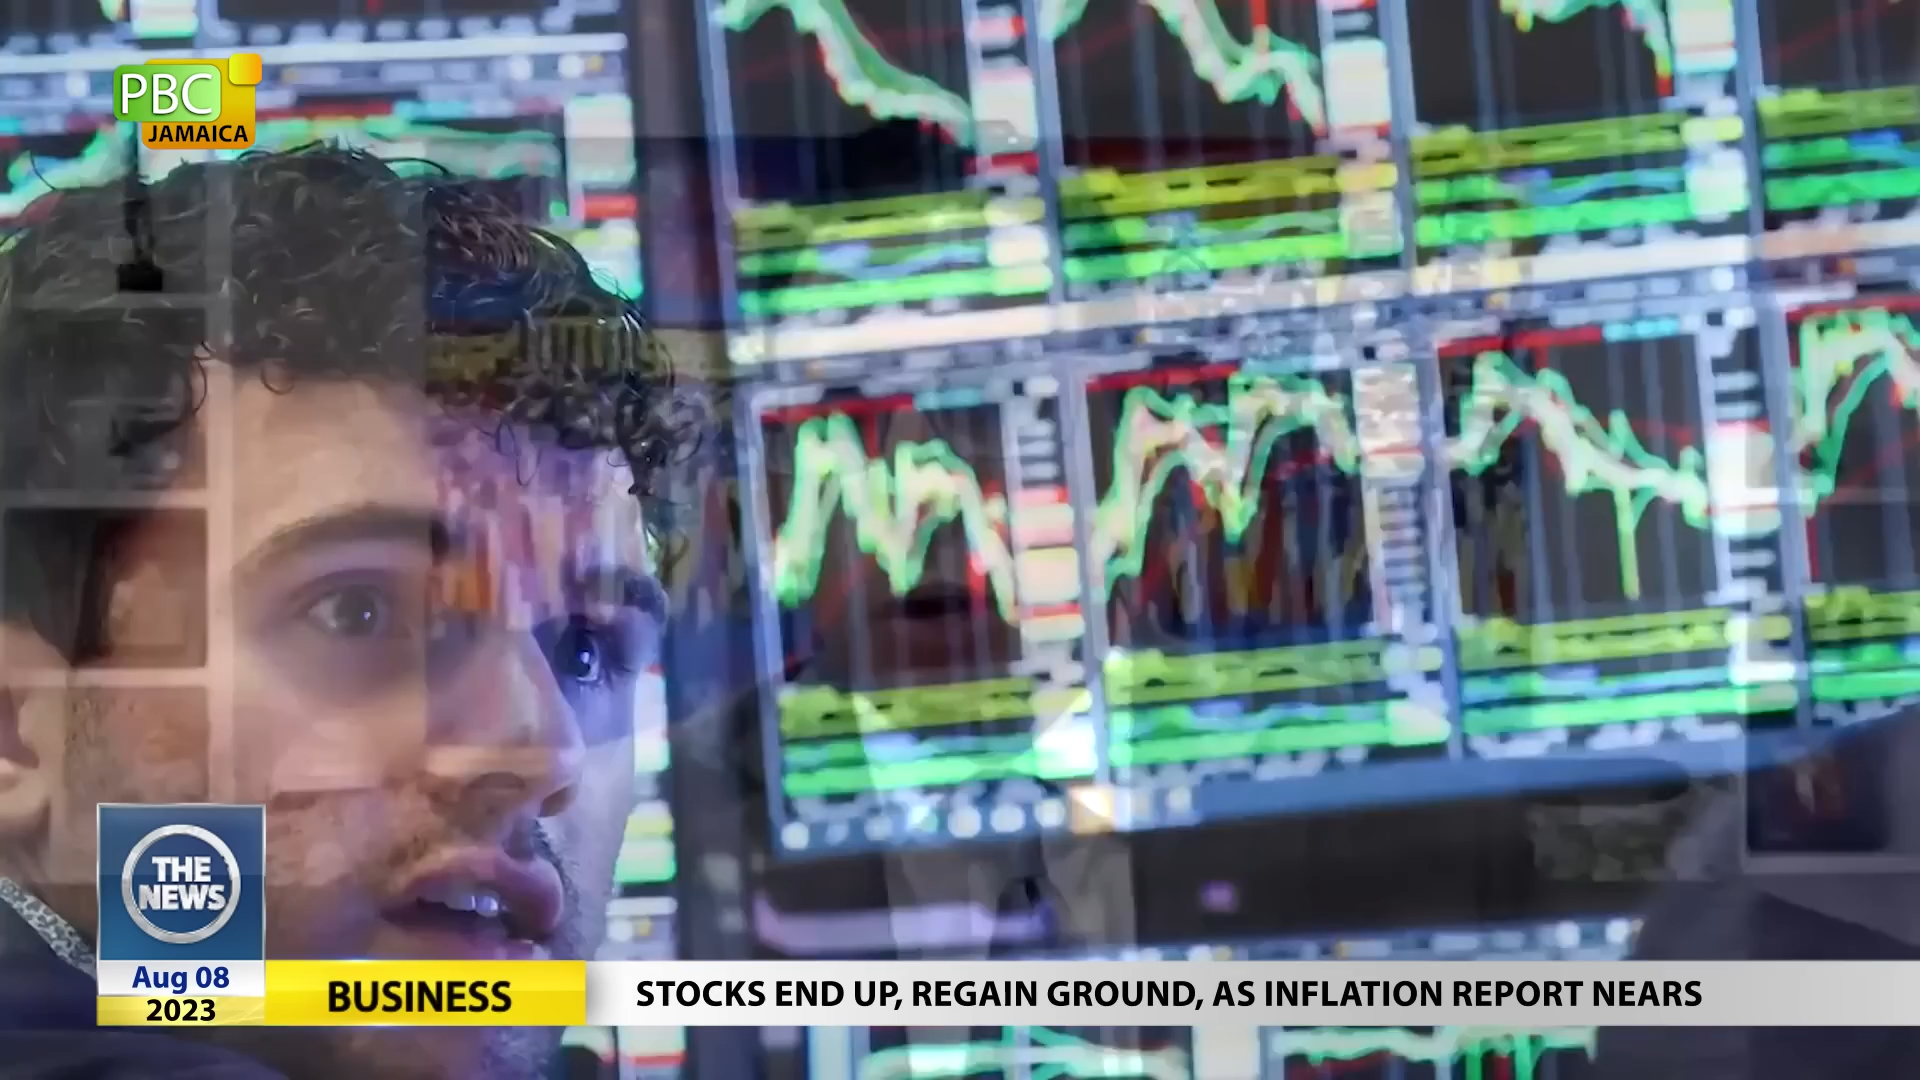 PBC
JAMAICA
THE
NEWS
Aug 08
2023
BUSINESS
STOCKS END UP, REGAIN GROUND, AS INFLATION REPORT NEARS